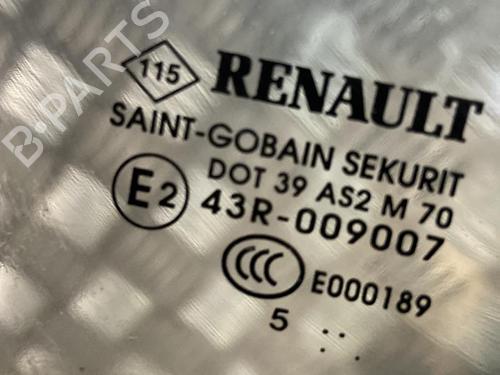 B-PARTS
115 RENAULT
SAINT-GOBAIN SEKURIT
DOT 39 AS2 M 70
E2 43R-009007
CCC E000189
5 . : :